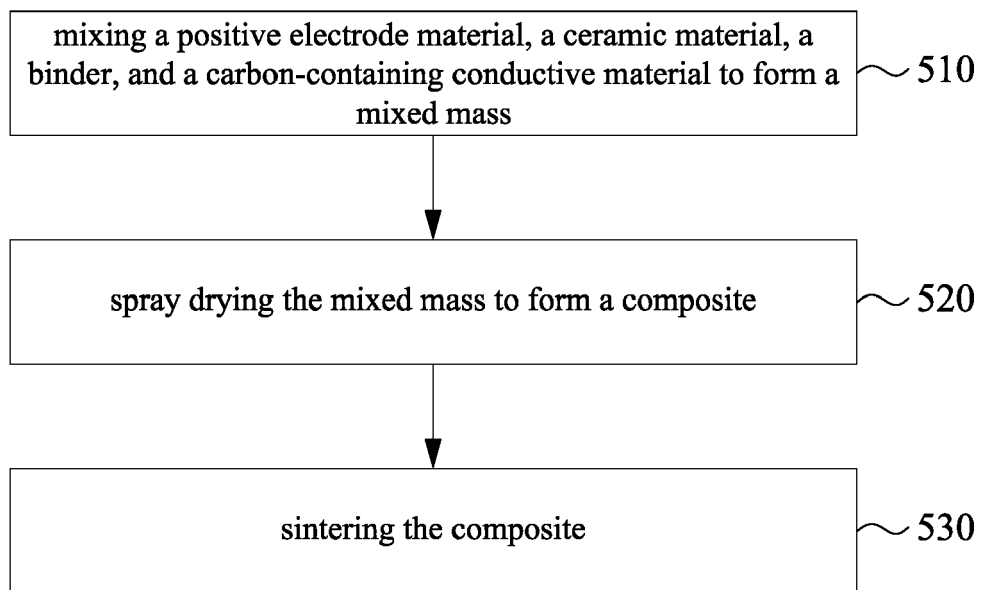 mixing a positive electrode material, a ceramic material, a
binder, and a carbon-containing conductive material to form a
mixed mass
510
spray drying the mixed mass to form a composite
520
sintering the composite
530